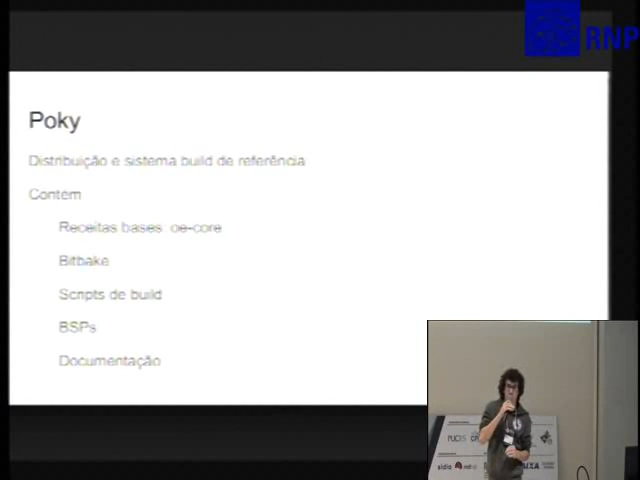 RNP
Poky
Distribuição e sistema build de referência
Contém
Receitas bases oe-core
Bitbake
Scripts de build
BSPs
Documentação